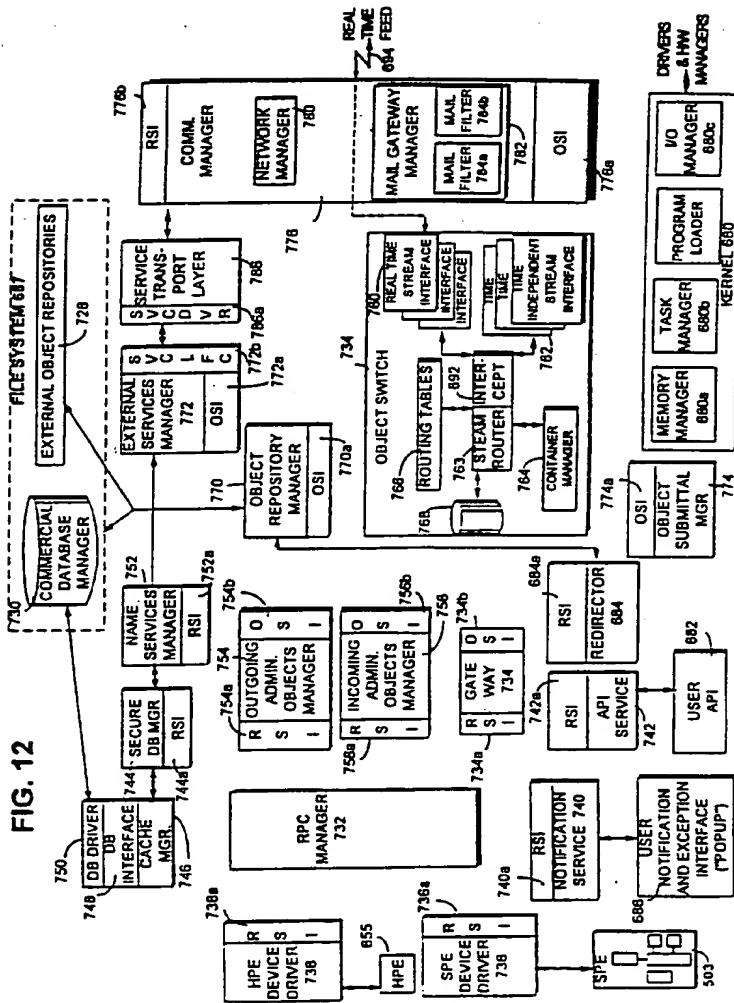 FIG. 12
FILE SYSTEM 687
COMMERCIAL
DATABASE
MANAGER
730
EXTERNAL OBJECT REPOSITORIES
728
750
DB DRIVER
DB
INTERFACE
CACHE
MGR.
748
746
744
SECURE
DB MGR
RSI
744a
NAME
SERVICES
MANAGER
752
RSI
752a
EXTERNAL
SERVICES
MANAGER
772
OSI
772a
S
V
C
L
F
C
772b
S
V
C
D
V
R
786a
SERVICE
TRANS-
PORT
LAYER
786
776b
RSI
COMM.
MANAGER
NETWORK
MANAGER
780
MAIL GATEWAY
MANAGER
MAIL
FILTER
784a
MAIL
FILTER
784b
782
OSI
776a
776
REAL
TIME
FEED
694
770
OBJECT
REPOSITORY
MANAGER
OSI
770a
754a
R
S
I
OUTGOING
ADMIN.
OBJECTS
MANAGER
754
O
S
I
754b
R
S
I
INCOMING
ADMIN.
OBJECTS
MANAGER
O
S
I
756b
R
S
I
GATE
WAY
734
O
S
I
734a
734b
RPC MANAGER
732
OBJECT SWITCH
734
ROUTING TABLES
STEAM
ROUTER
763
INTER-
CEPT
692
CONTAINER
MANAGER
764
REAL TIME
STREAM
INTERFACE
INTERFACE
INTERFACE
TIME
TIME
TIME
INDEPENDENT
STREAM
INTERFACE
HPE
DEVICE
DRIVER
R
S
I
738a
HPE
655
SPE
DEVICE
DRIVER
R
S
I
736a
SPE
503
740a
RSI
NOTIFICATION
SERVICE 740
USER
NOTIFICATION
AND EXCEPTION
INTERFACE
("POPUP")
686
742a
RSI
API
SERVICE
742
USER
API
682
684a
RSI
REDIRECTOR
684
774a
OSI
OBJECT
SUBMITTAL
MGR
774
MEMORY
MANAGER
680a
TASK
MANAGER
680b
PROGRAM
LOADER
I/O
MANAGER
680c
KERNEL 680
DRIVERS
& HW
MANAGERS